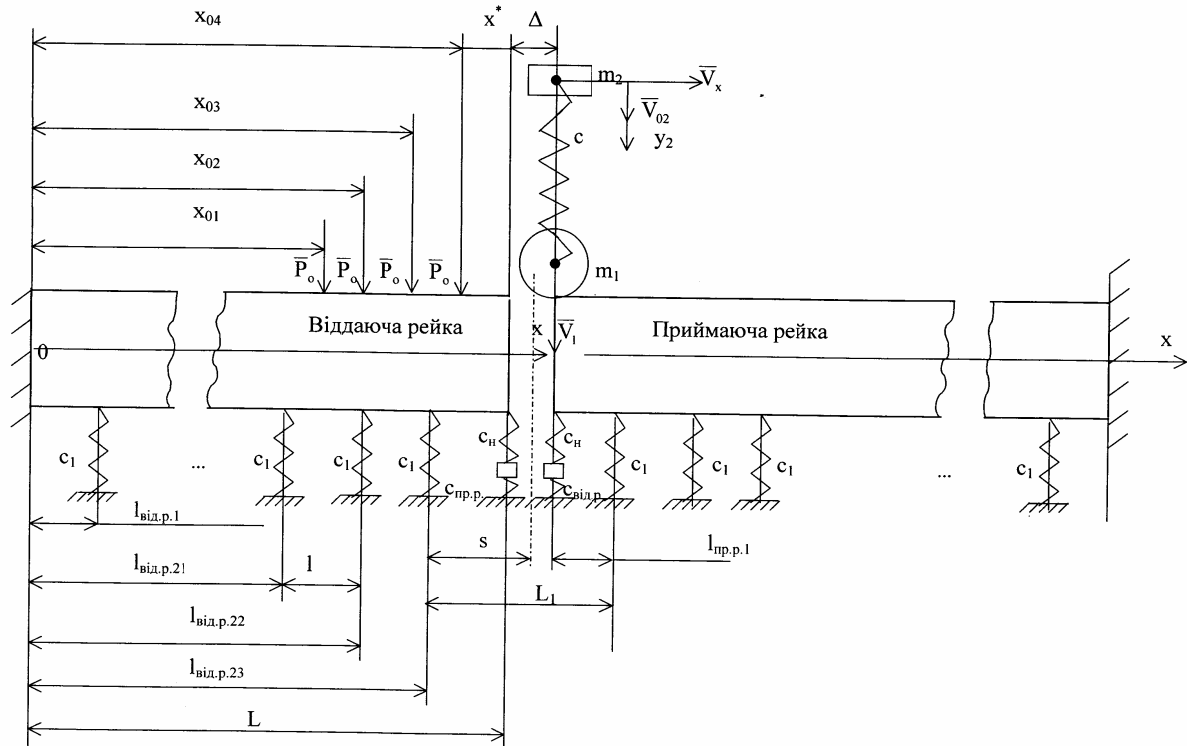 x₀₄ x* Δ
m₂ V̅ₓ
x₀₃ V̅₀₂
c y₂
x₀₂
x₀₁
P̅ₒ P̅ₒ P̅ₒ P̅ₒ m₁
Віддаюча рейка x V̅₁ Приймаюча рейка
0 x
c₁ ... c₁ c₁ c₁ cн cн c₁ c₁ c₁ ... c₁
cпр.р. cвід.р.
lвід.р.1
s lпр.р.1
lвід.р.21 l
L₁
lвід.р.22
lвід.р.23
L